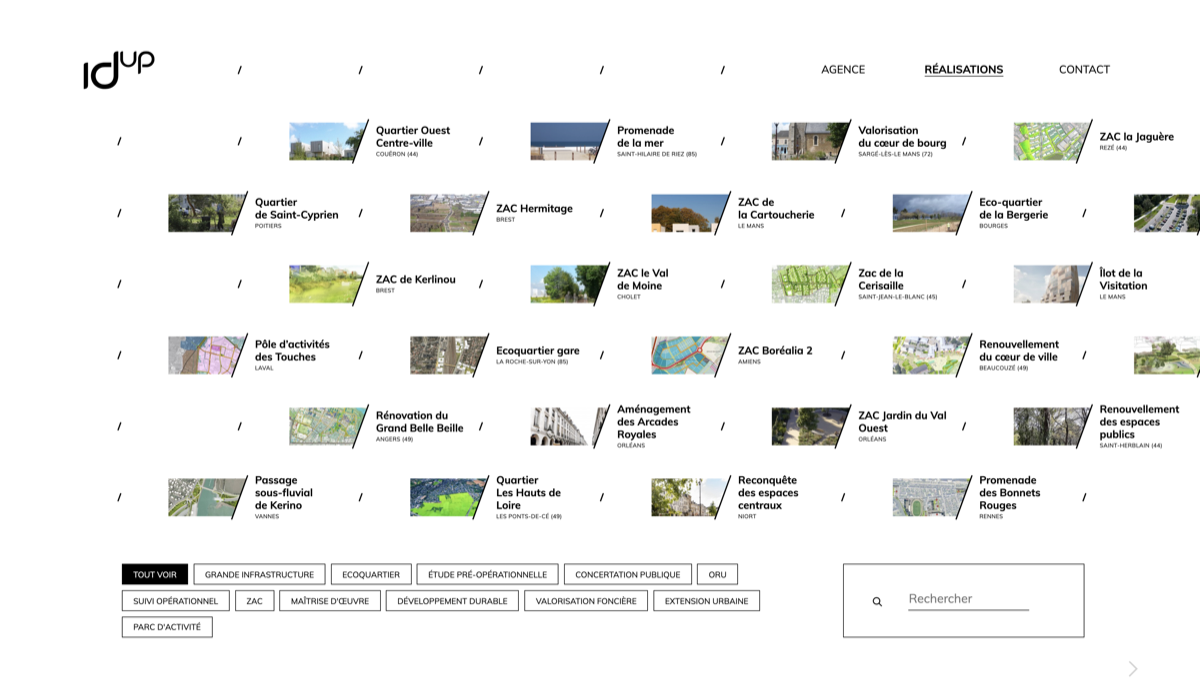 IDUP
AGENCE
RÉALISATIONS
CONTACT
Quartier Ouest
Centre-ville
COUËRON (44)
Promenade
de la mer
SAINT-HILAIRE DE RIEZ (85)
Valorisation
du cœur de bourg
SARGÉ-LÈS-LE MANS (72)
ZAC la Jaguère
REZÉ (44)
Quartier
de Saint-Cyprien
POITIERS
ZAC Hermitage
BREST
ZAC de
la Cartoucherie
LE MANS
Eco-quartier
de la Bergerie
BOURGES
ZAC de Kerlinou
BREST
ZAC le Val
de Moine
CHOLET
Zac de la
Cerisaille
SAINT-JEAN-LE-BLANC (45)
Îlot de la
Visitation
LE MANS
Pôle d'activités
des Touches
LAVAL
Ecoquartier gare
LA ROCHE-SUR-YON (85)
ZAC Boréalia 2
AMIENS
Renouvellement
du cœur de ville
BEAUCOUZÉ (49)
Rénovation du
Grand Belle Beille
ANGERS (49)
Aménagement
des Arcades
Royales
ORLÉANS
ZAC Jardin du Val
Ouest
ORLÉANS
Renouvellement
des espaces
publics
SAINT-HERBLAIN (44)
Passage
sous-fluvial
de Kerino
VANNES
Quartier
Les Hauts de
Loire
LES PONTS-DE-CÉ (49)
Reconquête
des espaces
centraux
NIORT
Promenade
des Bonnets
Rouges
RENNES
TOUT VOIR
GRANDE INFRASTRUCTURE
ECOQUARTIER
ÉTUDE PRÉ-OPÉRATIONNELLE
CONCERTATION PUBLIQUE
ORU
SUIVI OPÉRATIONNEL
ZAC
MAÎTRISE D'ŒUVRE
DÉVELOPPEMENT DURABLE
VALORISATION FONCIÈRE
EXTENSION URBAINE
PARC D'ACTIVITÉ
Rechercher